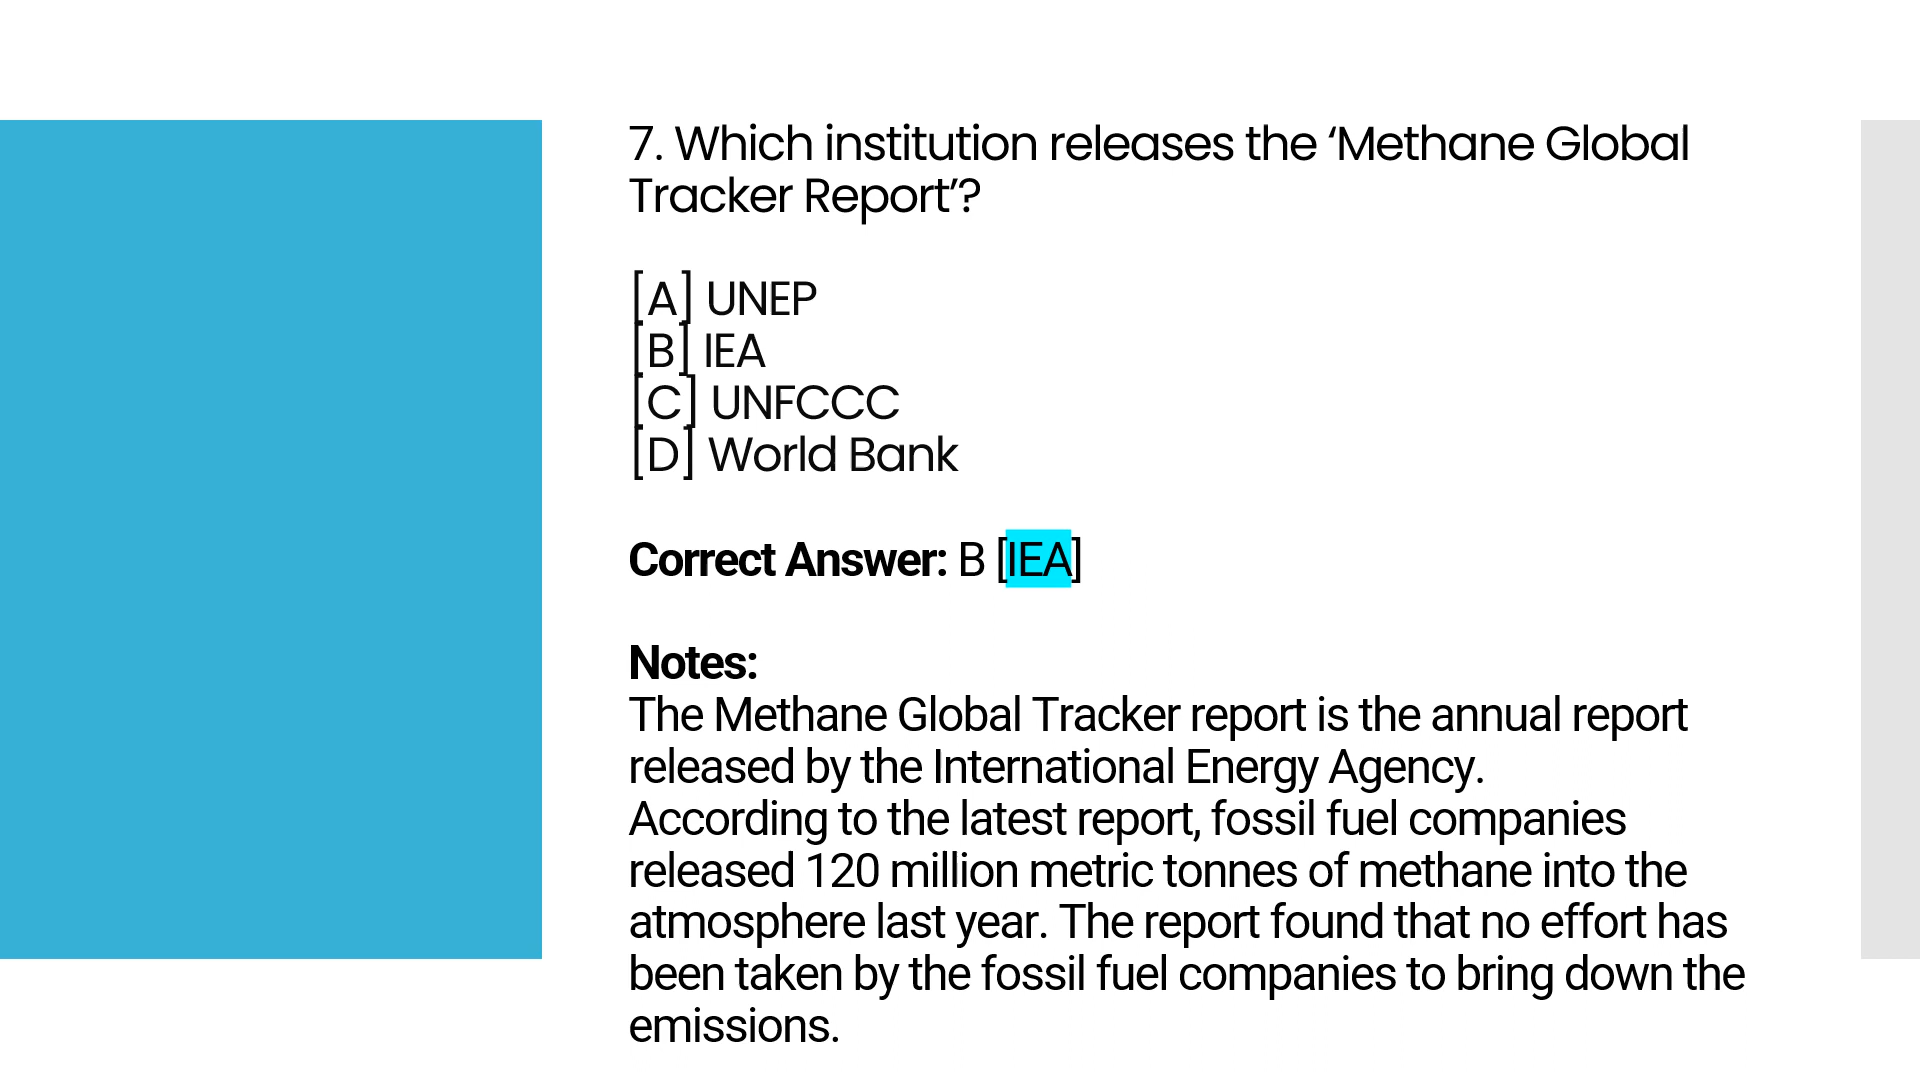 7. Which institution releases the ‘Methane Global
Tracker Report’?
[A] UNEP
[B] IEA
[C] UNFCCC
[D] World Bank
Correct Answer: B [IEA]
Notes:
The Methane Global Tracker report is the annual report
released by the International Energy Agency.
According to the latest report, fossil fuel companies
released 120 million metric tonnes of methane into the
atmosphere last year. The report found that no effort has
been taken by the fossil fuel companies to bring down the
emissions.